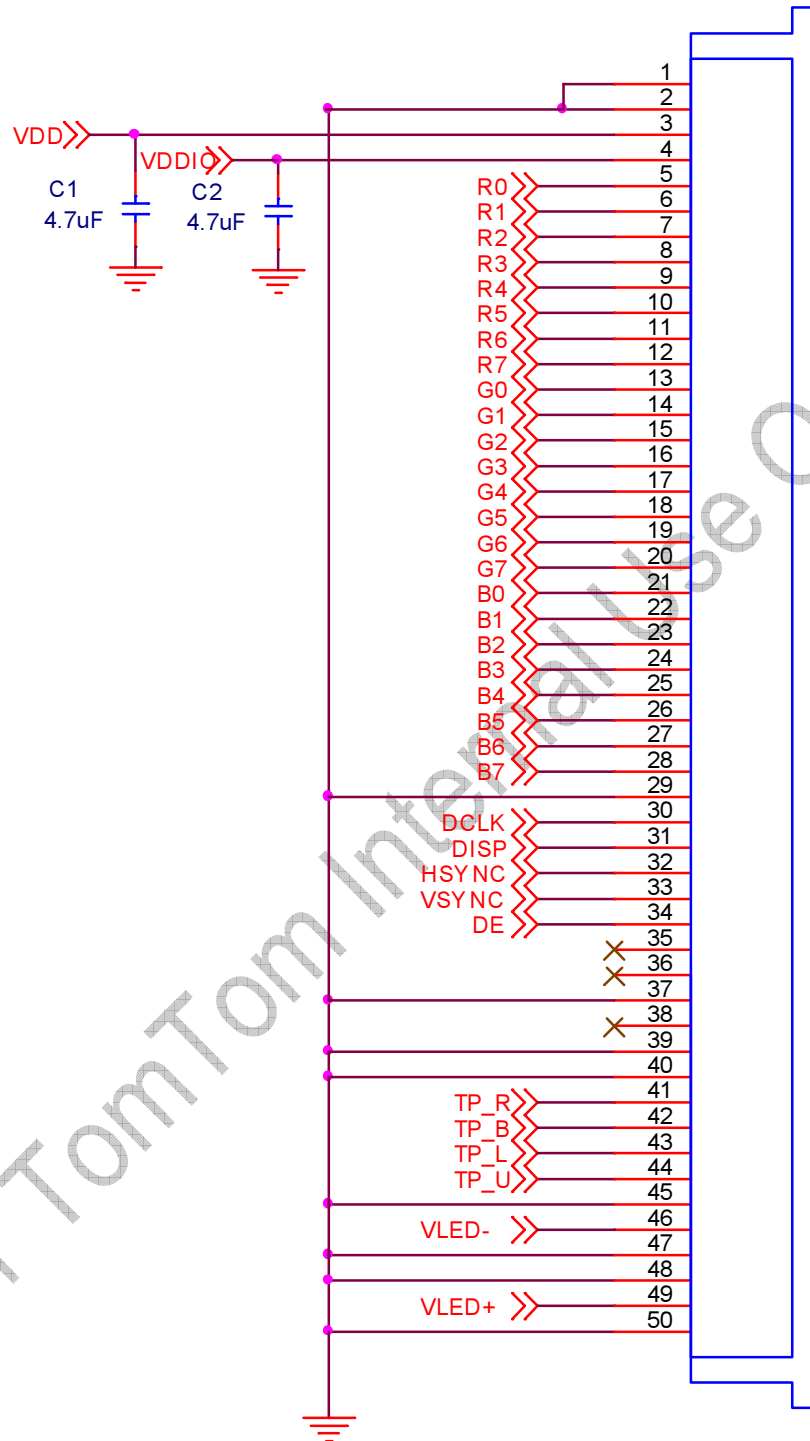 1
2
VDD 3
VDDIO 4
C1 C2
4.7uF 4.7uF
R0 5
R1 6
R2 7
R3 8
R4 9
R5 10
R6 11
R7 12
G0 13
G1 14
G2 15
G3 16
G4 17
G5 18
G6 19
G7 20
B0 21
B1 22
B2 23
B3 24
B4 25
B5 26
B6 27
B7 28
29
DCLK 30
DISP 31
HSYNC 32
VSYNC 33
DE 34
35
36
37
38
39
40
TP_R 41
TP_B 42
TP_L 43
TP_U 44
45
VLED- 46
47
48
VLED+ 49
50
TomTom Internal Use